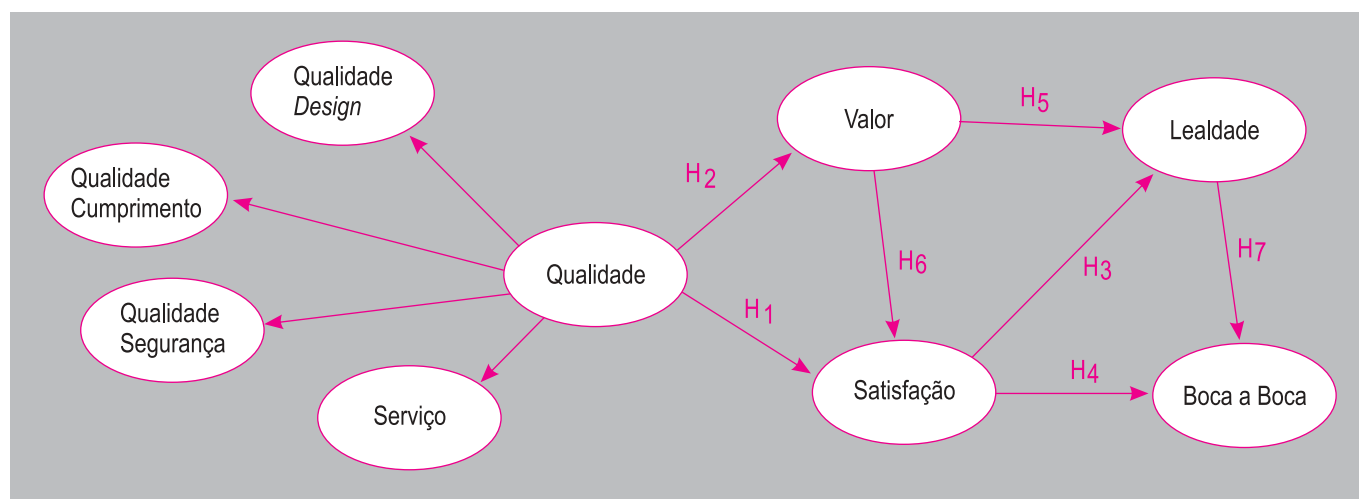 Qualidade
Design
Qualidade
Cumprimento
Qualidade
Segurança
Serviço
Qualidade
H2
H1
Valor
H6
Satisfação
H5
H3
H4
Lealdade
H7
Boca a Boca